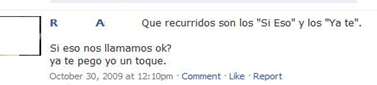 R A Que recurridos son los "Si Eso" y los "Ya te".
Si eso nos llamamos ok?
ya te pego yo un toque.
October 30, 2009 at 12:10pm · Comment · Like · Report